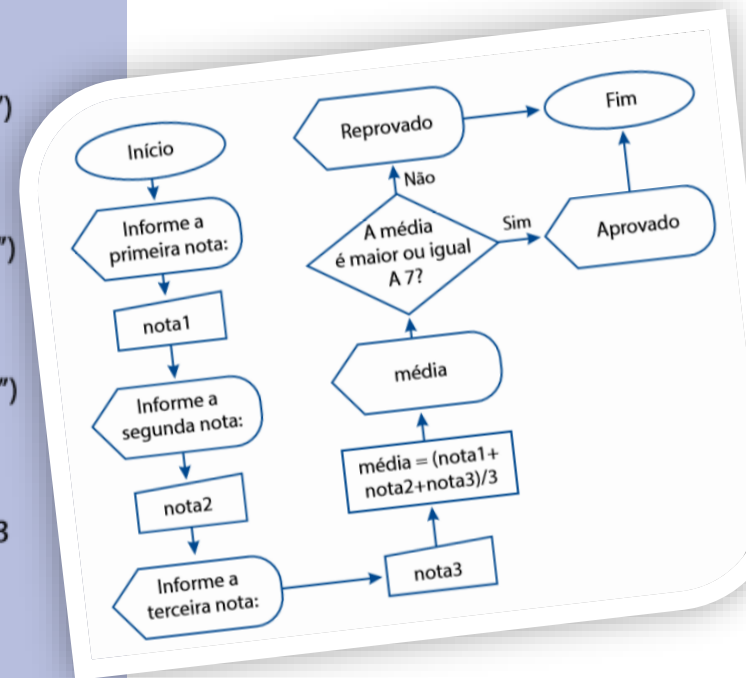 ")
")
")
3
Início
Informe a
primeira nota:
nota1
Informe a
segunda nota:
nota2
Informe a
terceira nota:
nota3
média = (nota1+
nota2+nota3)/3
média
A média
é maior ou igual
A 7?
Não
Reprovado
Sim
Aprovado
Fim